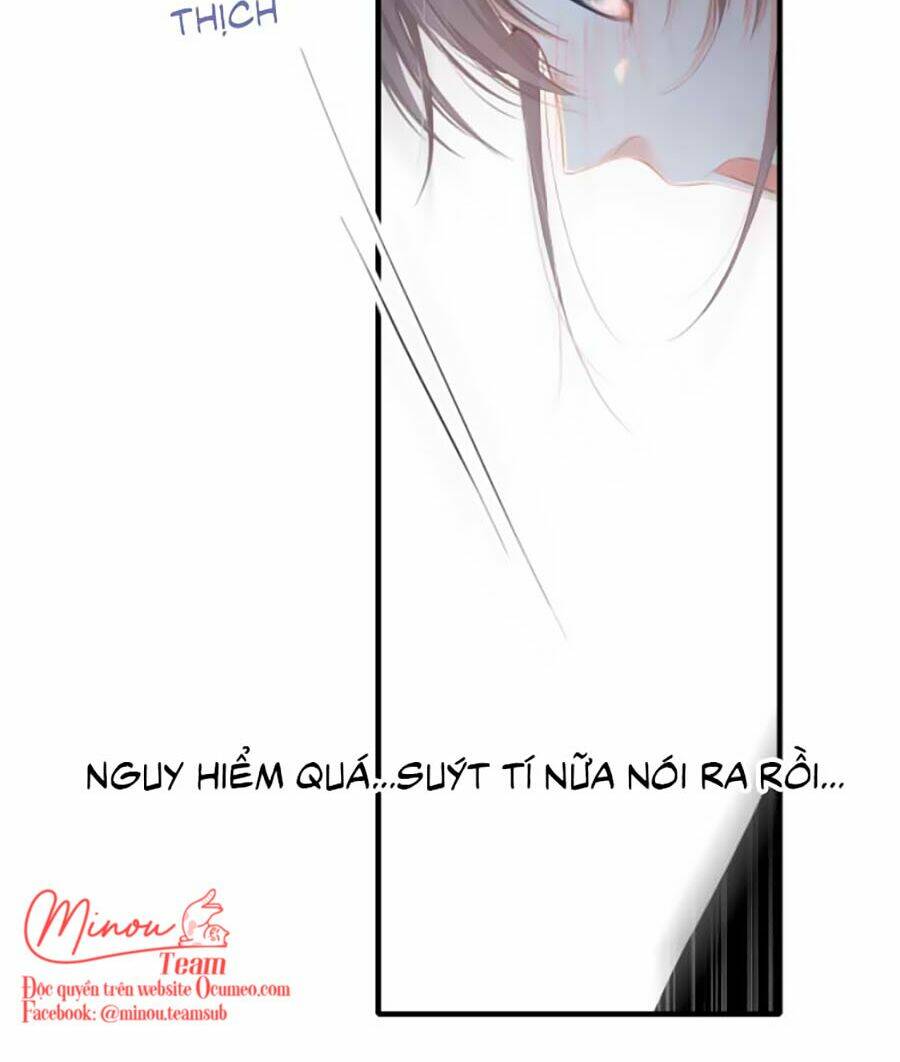 THỊCH
NGUY HIỂM QUÁ...SUÝT TÍ NỮA NÓI RA RỒI...
Minou
Team
Độc quyền trên website Ocumeo.com
Facebook: @minou.teamsub